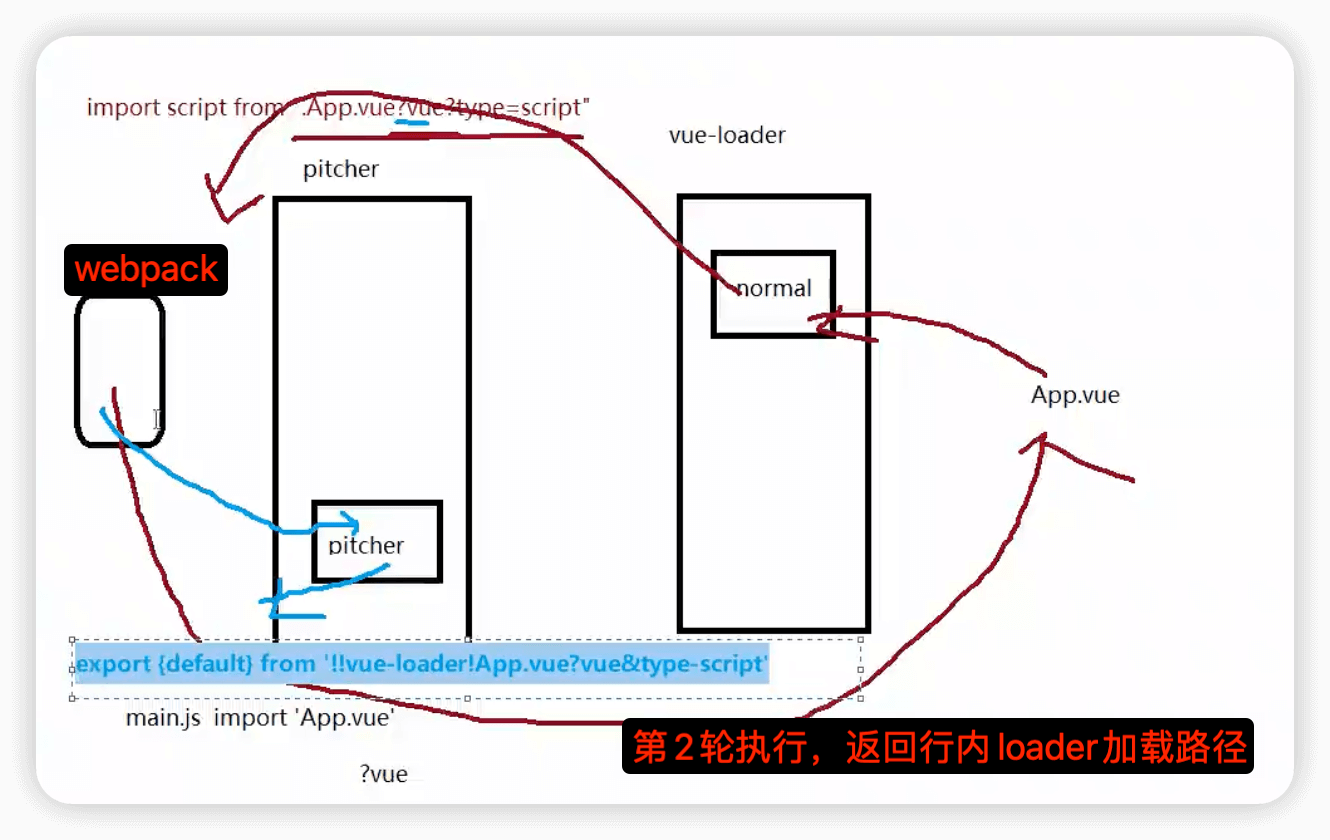 import script from ".App.vue?vue?type=script"
vue-loader
pitcher
webpack
normal
App.vue
pitcher
export {default} from '!!vue-loader!App.vue?vue&type-script'
main.js import 'App.vue'
第2轮执行，返回行内loader加载路径
?vue